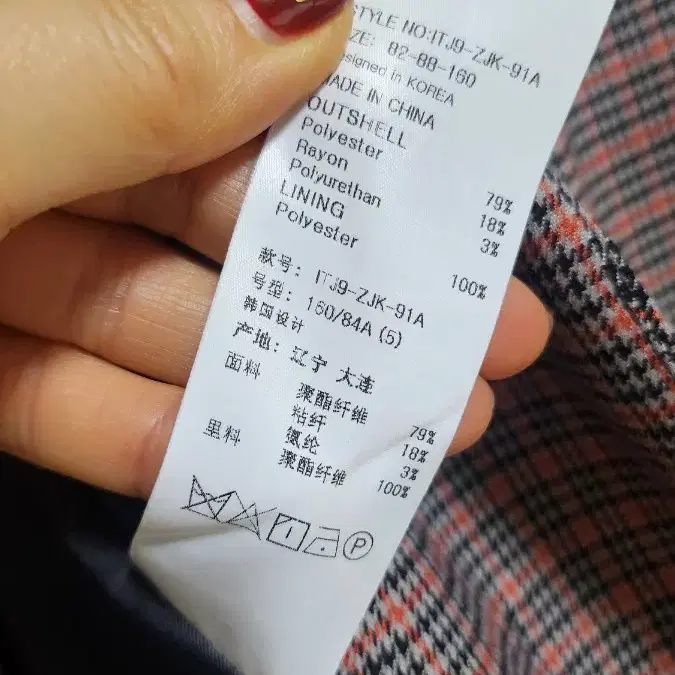 STYLE NO:ITJ9-ZJK-91A
SIZE: 82-88-160
Designed in KOREA
MADE IN CHINA
OUTSHELL
Polyester 79%
Rayon 18%
Polyurethan 3%
LINING
Polyester 100%
款号: ITJ9-ZJK-91A
号型: 160/84A (5)
韩国设计
产地: 辽宁 大连
面料 聚酯纤维 79%
粘纤 18%
氨纶 3%
里料 聚酯纤维 100%
P